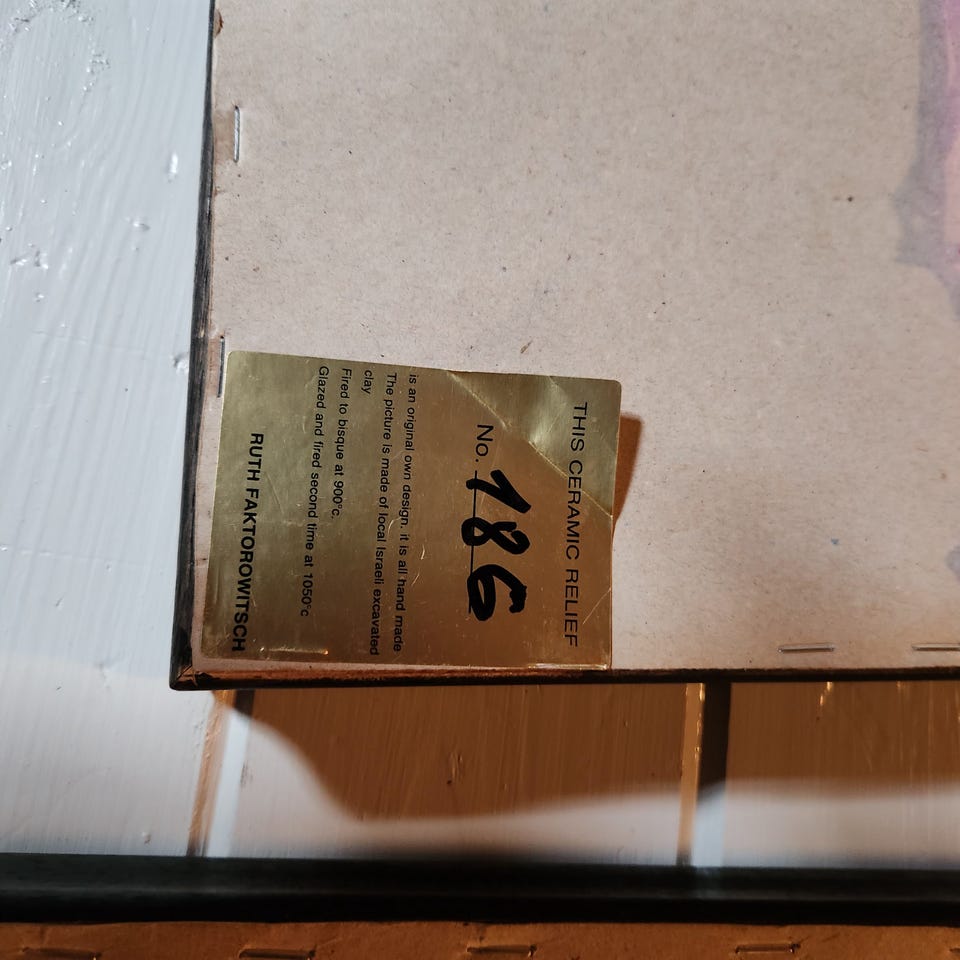 THIS CERAMIC RELIEF
No. 186
is an original own design. it is all hand made
The picture is made of local Israeli excavated
clay
Fired to bisque at 900°c.
Glazed and fired second time at 1050°c
RUTH FAKTOROWITSCH